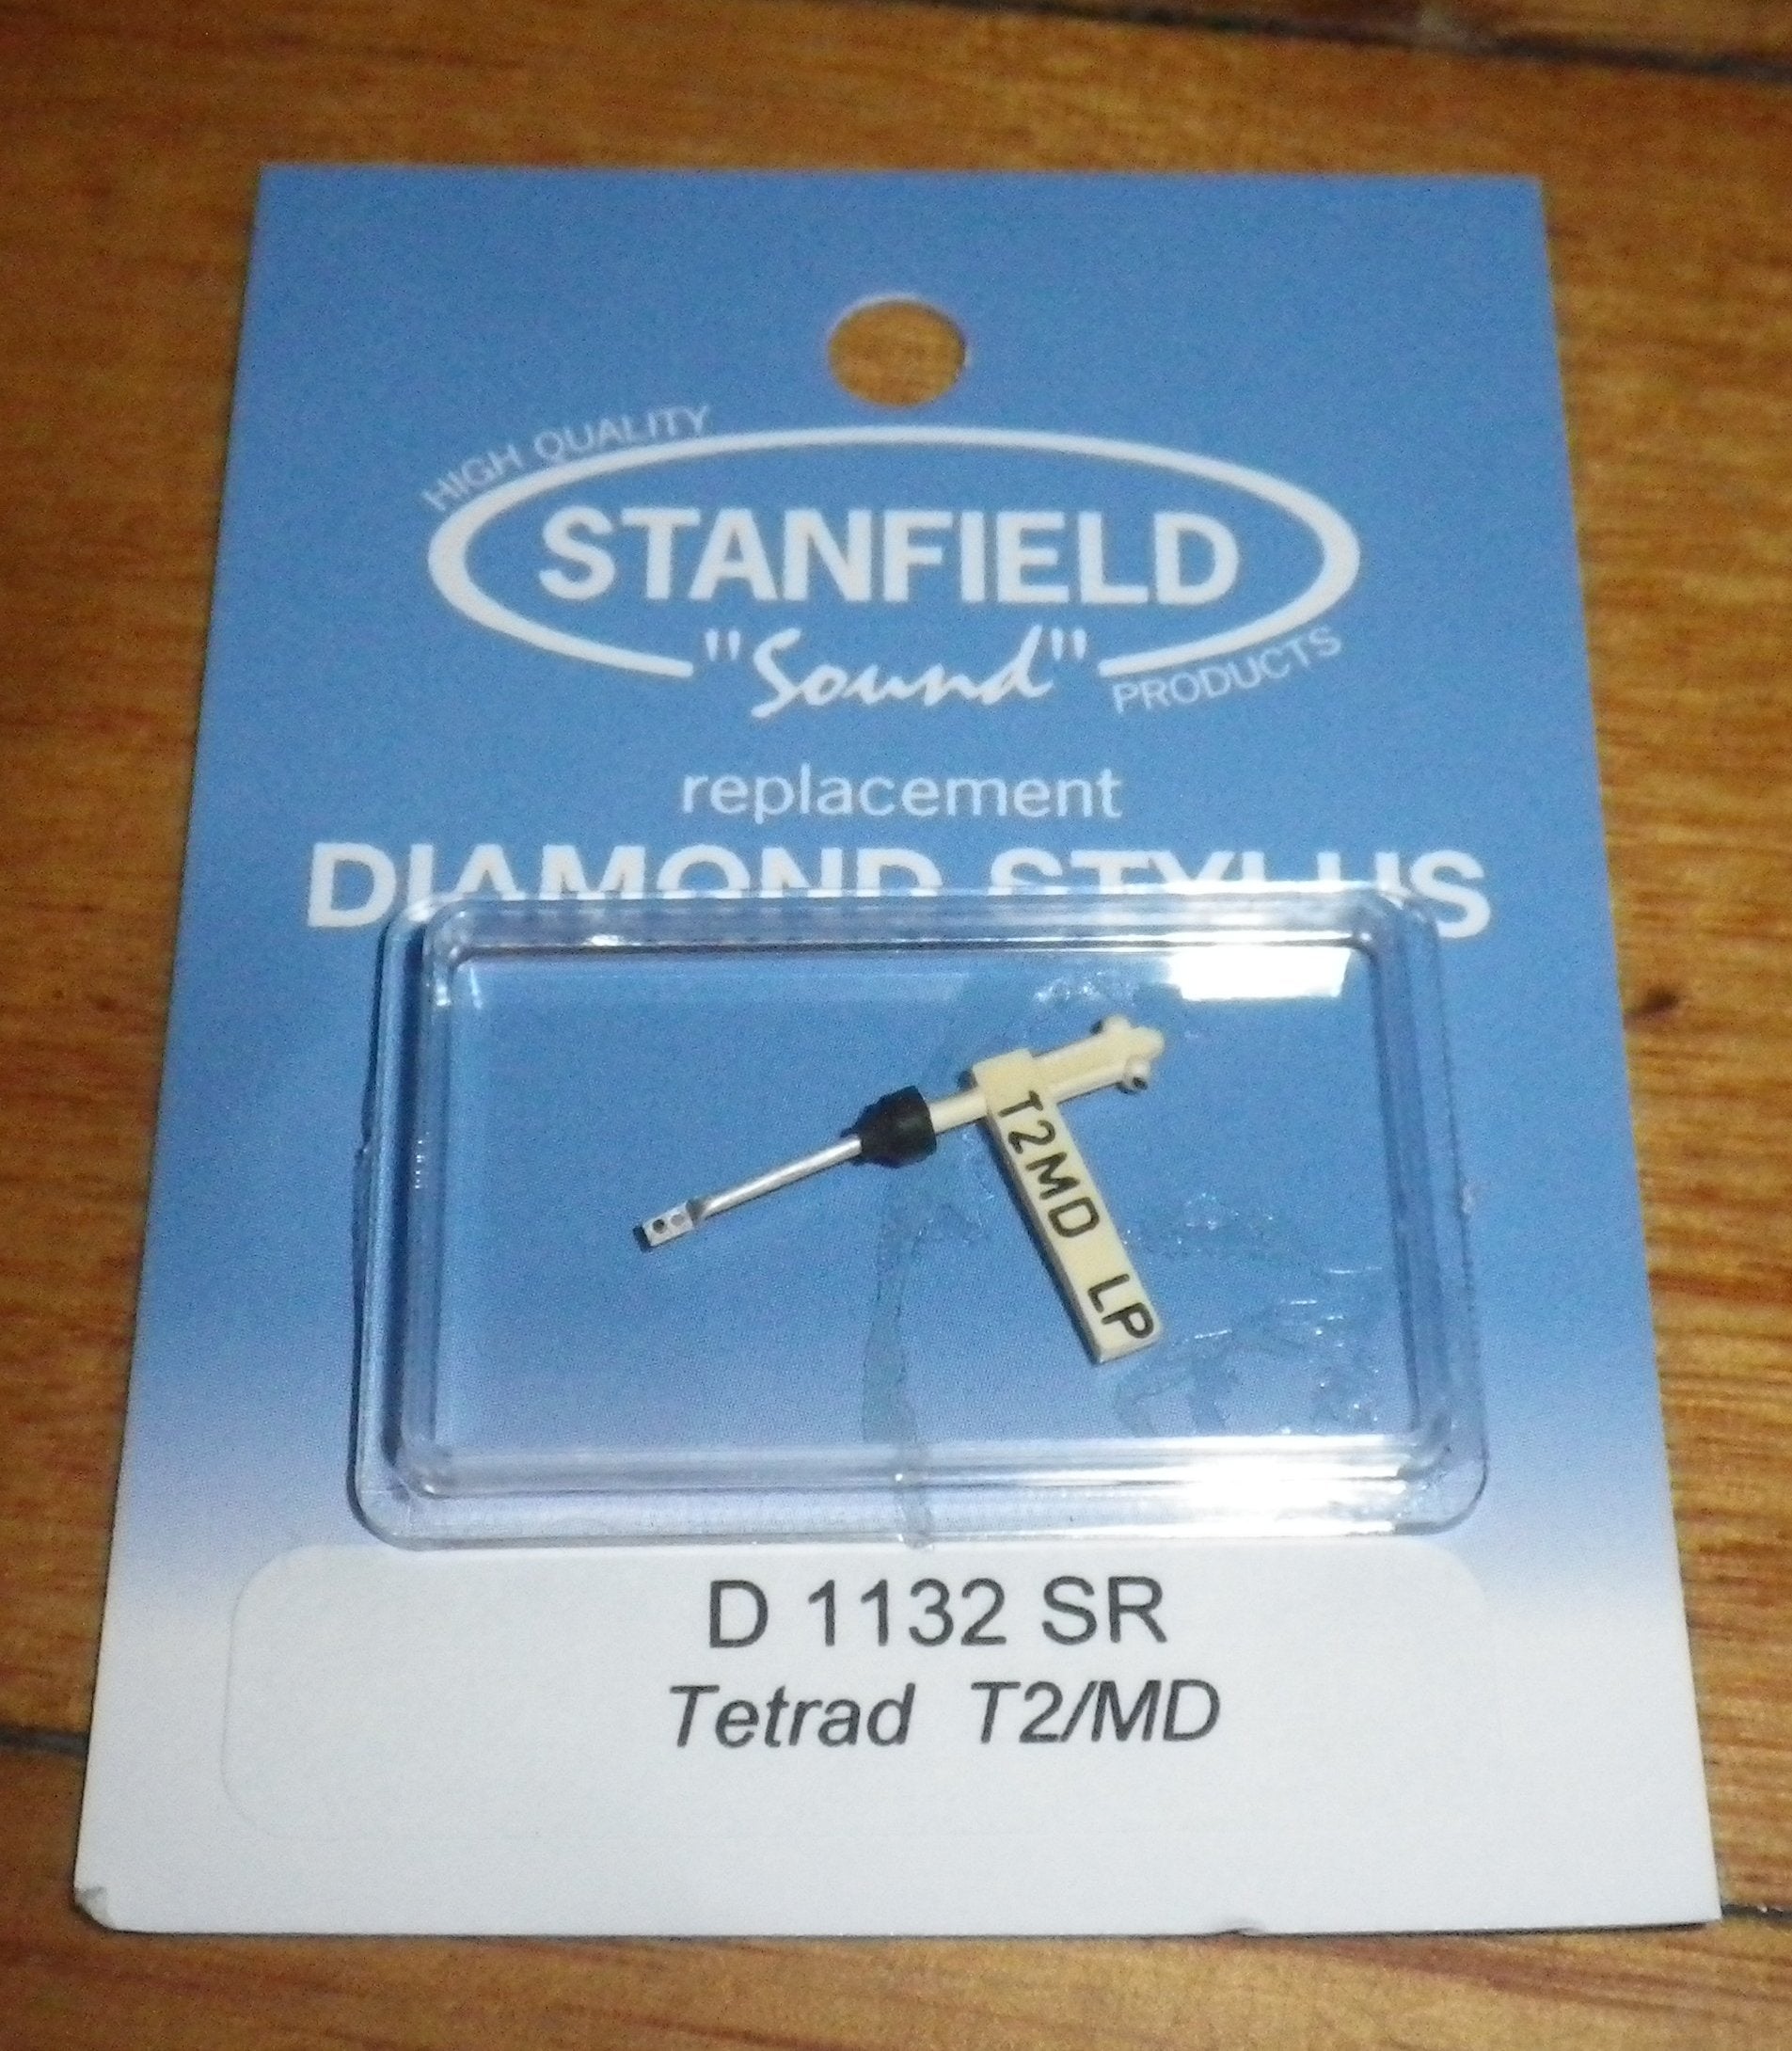 HIGH QUALITY
STANFIELD
"Sound"
PRODUCTS
replacement
DIAMOND STYLUS
T2MD LP
D 1132 SR
Tetrad T2/MD